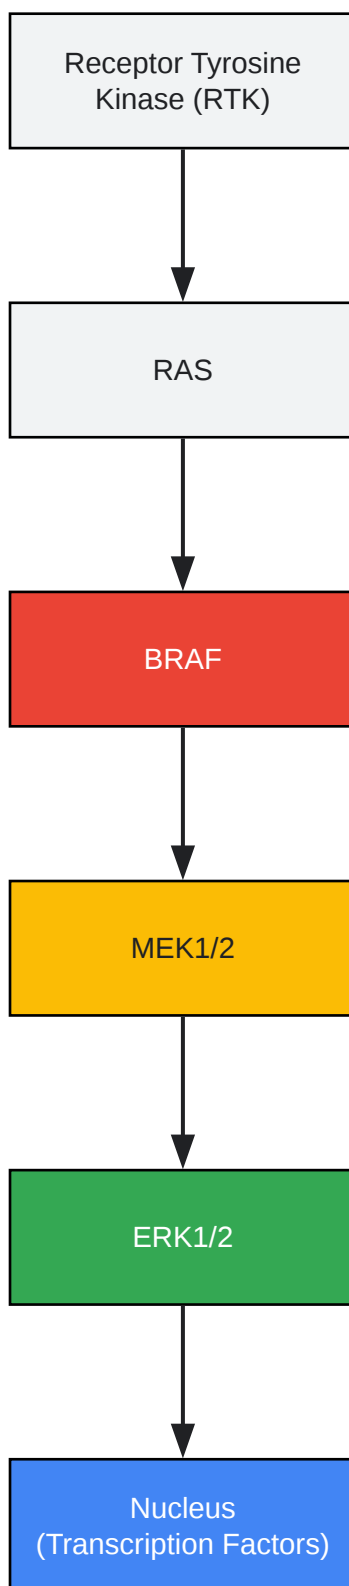 Receptor Tyrosine
Kinase (RTK)
RAS
BRAF
MEK1/2
ERK1/2
Nucleus
(Transcription Factors)